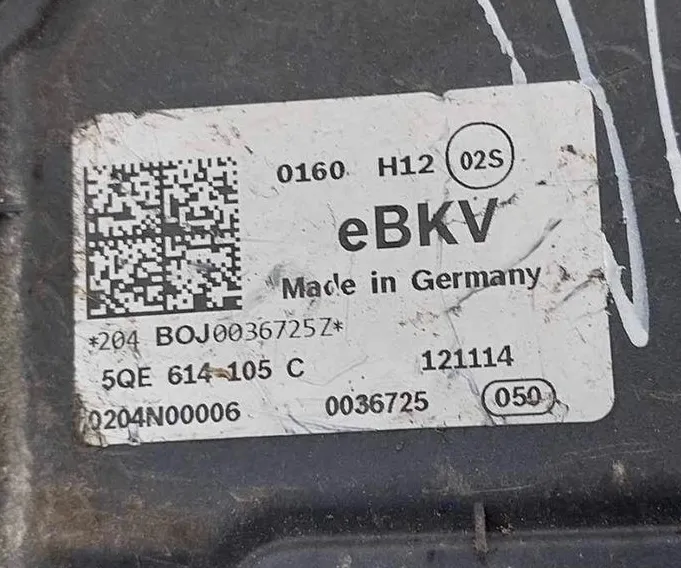 0160 H12 02S
eBKV
Made in Germany
*204 BOJ0036725Z*
5QE 614 105 C 121114
0204N00006 0036725 050